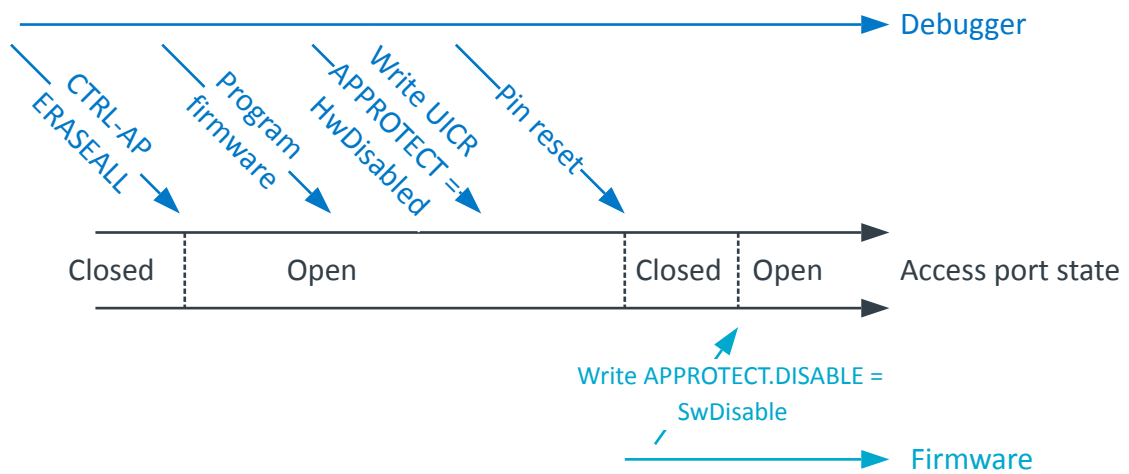 Debugger
CTRL-AP
ERASEALL
Program
firmware
Write UICR
APPROTECT =
HwDisabled
Pin reset
Closed
Open
Closed
Open
Access port state
Write APPROTECT.DISABLE =
SwDisable
Firmware